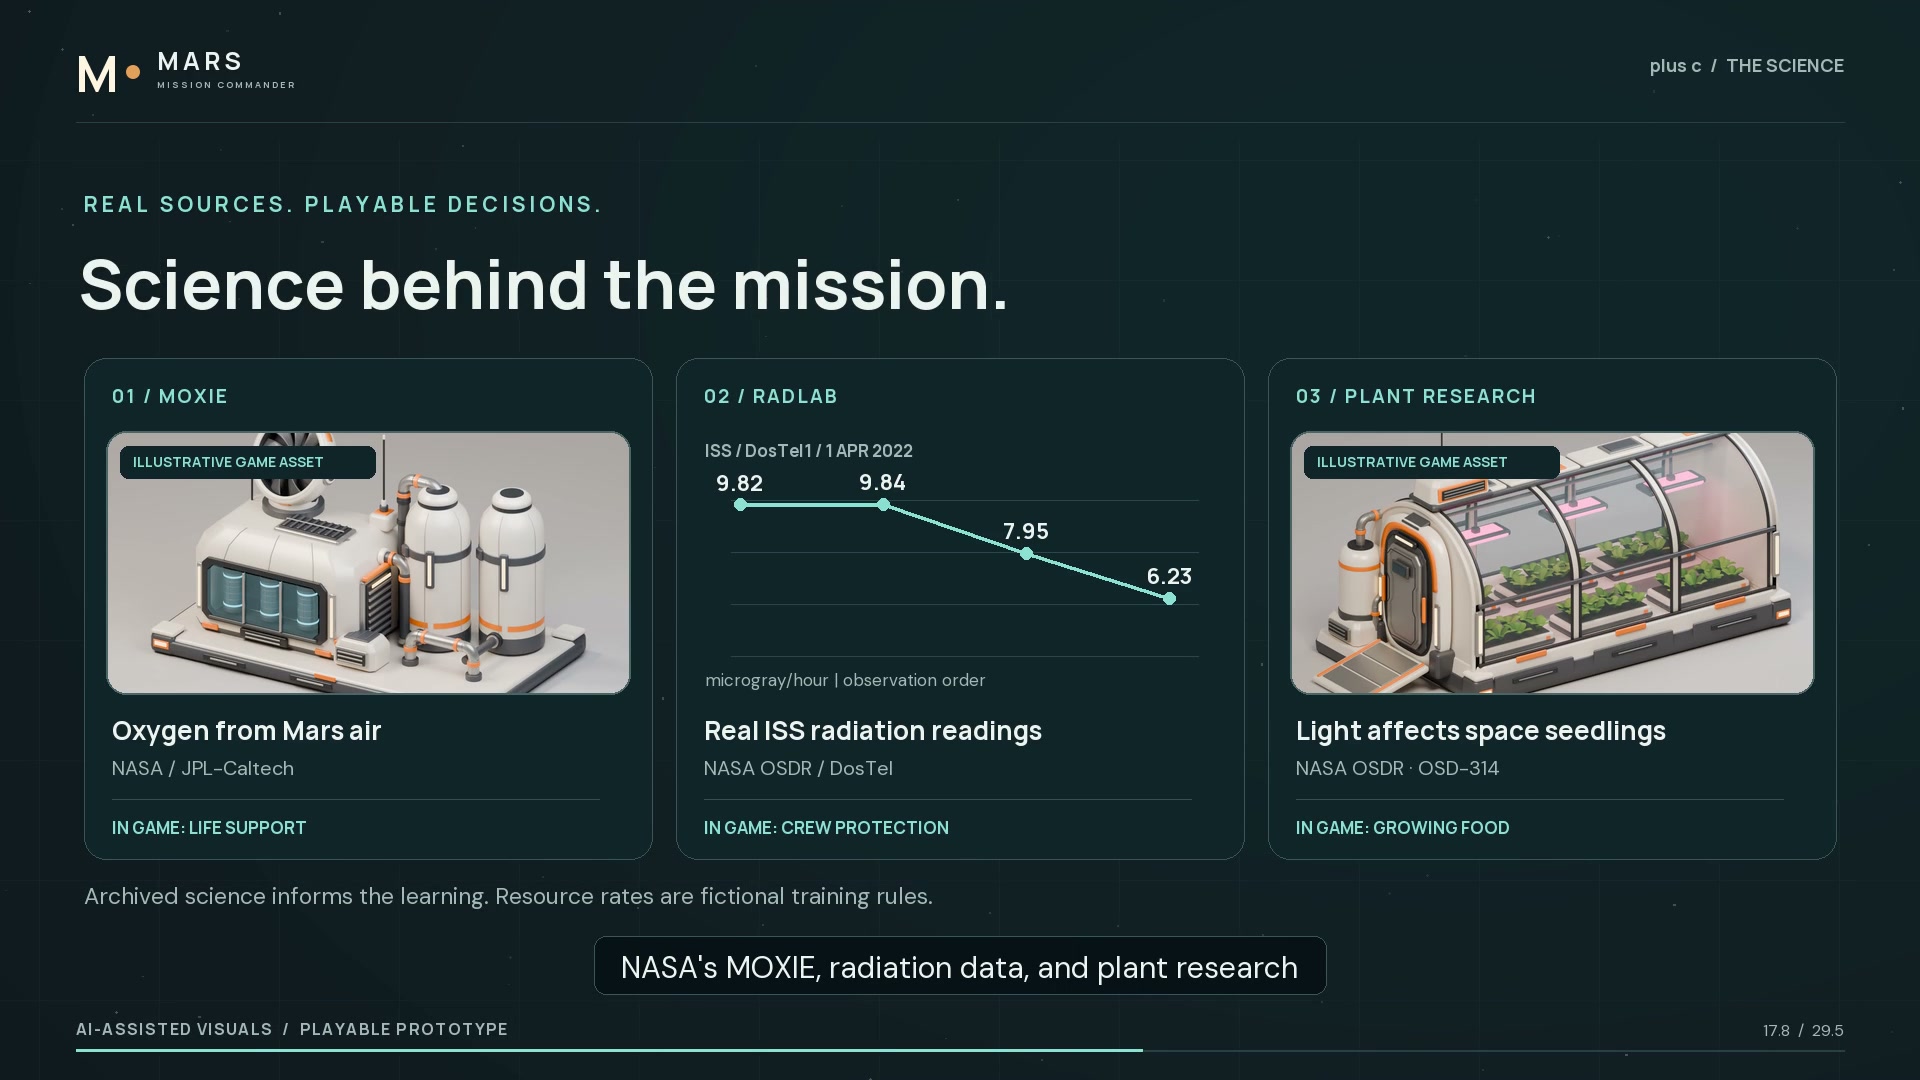 M
MARS
MISSION COMMANDER
plus c / THE SCIENCE
REAL SOURCES. PLAYABLE DECISIONS.
Science behind the mission.
01 / MOXIE
ILLUSTRATIVE GAME ASSET
Oxygen from Mars air
NASA / JPL-Caltech
IN GAME: LIFE SUPPORT
02 / RADLAB
ISS / DosTel1 / 1 APR 2022
9.82
9.84
7.95
6.23
microgray/hour | observation order
Real ISS radiation readings
NASA OSDR / DosTel
IN GAME: CREW PROTECTION
03 / PLANT RESEARCH
ILLUSTRATIVE GAME ASSET
Light affects space seedlings
NASA OSDR · OSD-314
IN GAME: GROWING FOOD
Archived science informs the learning. Resource rates are fictional training rules.
NASA's MOXIE, radiation data, and plant research
AI-ASSISTED VISUALS / PLAYABLE PROTOTYPE
17.8 / 29.5